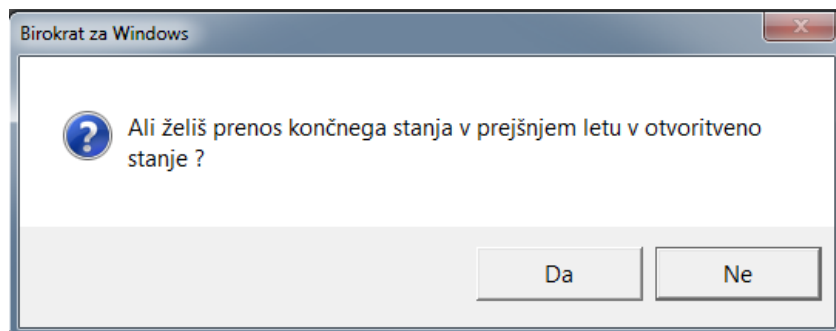 Birokrat za Windows
Ali želiš prenos končnega stanja v prejšnjem letu v otvoritveno
stanje ?
Da
Ne